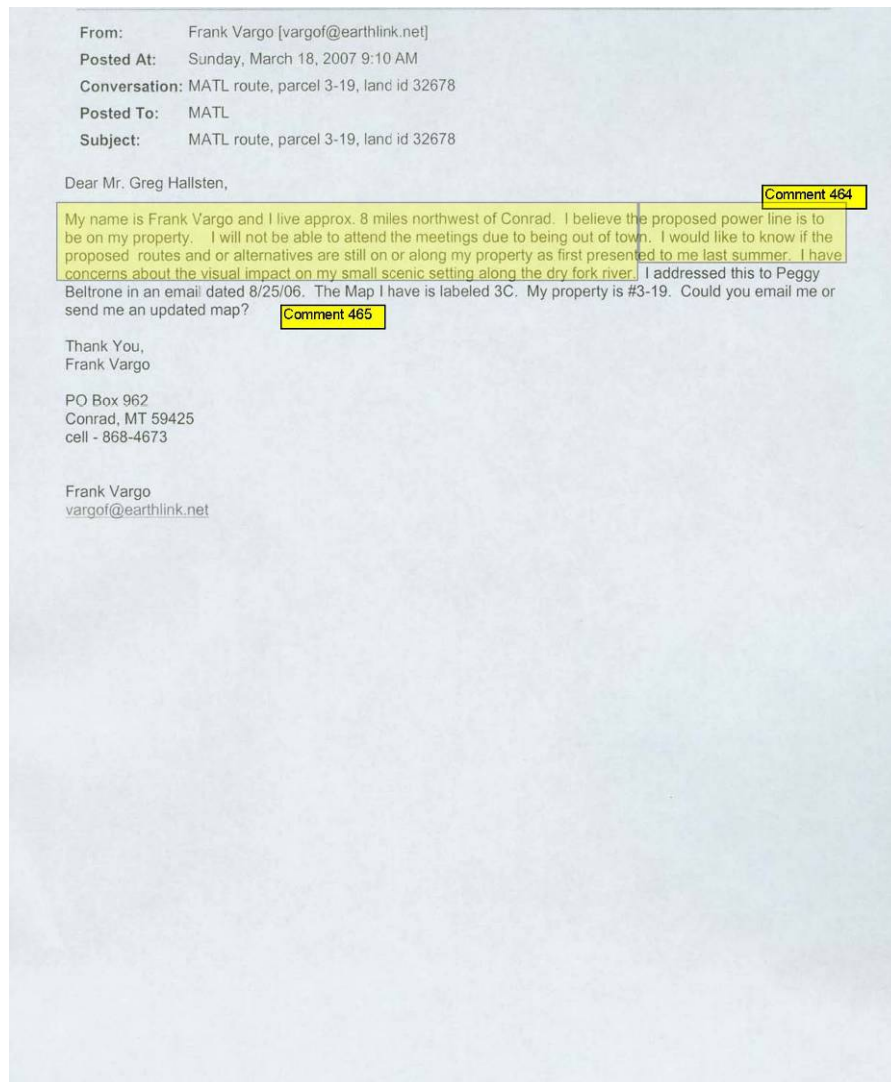 From: Frank Vargo [vargof@earthlink.net]
Posted At: Sunday, March 18, 2007 9:10 AM
Conversation: MATL route, parcel 3-19, land id 32678
Posted To: MATL
Subject: MATL route, parcel 3-19, land id 32678
Dear Mr. Greg Hallsten,
Comment 464
My name is Frank Vargo and I live approx. 8 miles northwest of Conrad. I believe the proposed power line is to
be on my property. I will not be able to attend the meetings due to being out of town. I would like to know if the
proposed routes and or alternatives are still on or along my property as first presented to me last summer. I have
concerns about the visual impact on my small scenic setting along the dry fork river. I addressed this to Peggy
Beltrone in an email dated 8/25/06. The Map I have is labeled 3C. My property is #3-19. Could you email me or
send me an updated map?
Comment 465
Thank You,
Frank Vargo
PO Box 962
Conrad, MT 59425
cell - 868-4673
Frank Vargo
vargof@earthlink.net